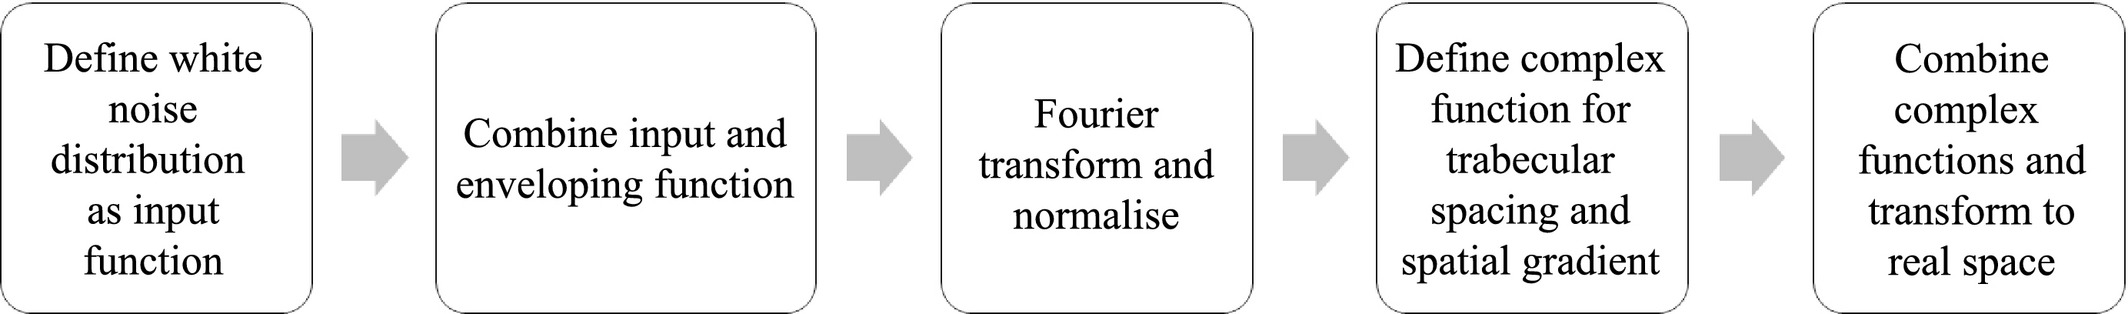 Define white
noise
distribution
as input
function
Combine input and
enveloping function
Fourier
transform and
normalise
Define complex
function for
trabecular
spacing and
spatial gradient
Combine
complex
functions and
transform to
real space